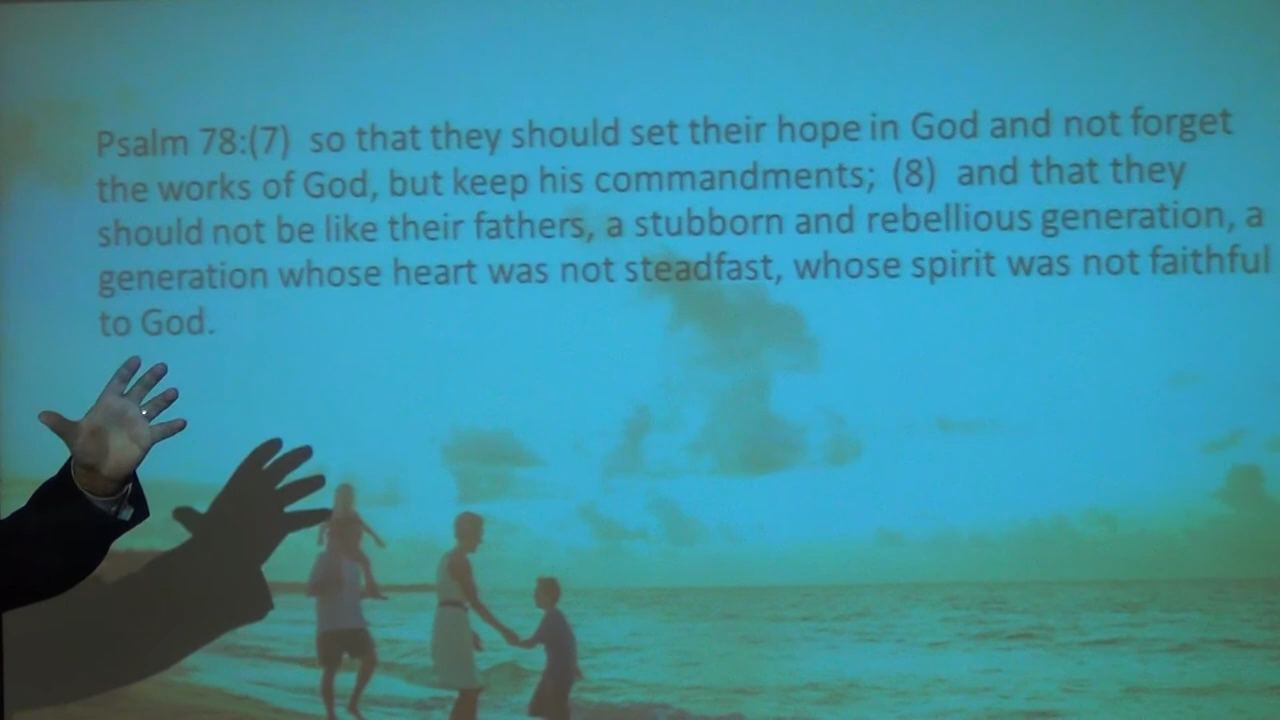 Psalm 78:(7) so that they should set their hope in God and not forget
the works of God, but keep his commandments; (8) and that they
should not be like their fathers, a stubborn and rebellious generation, a
generation whose heart was not steadfast, whose spirit was not faithful
to God.